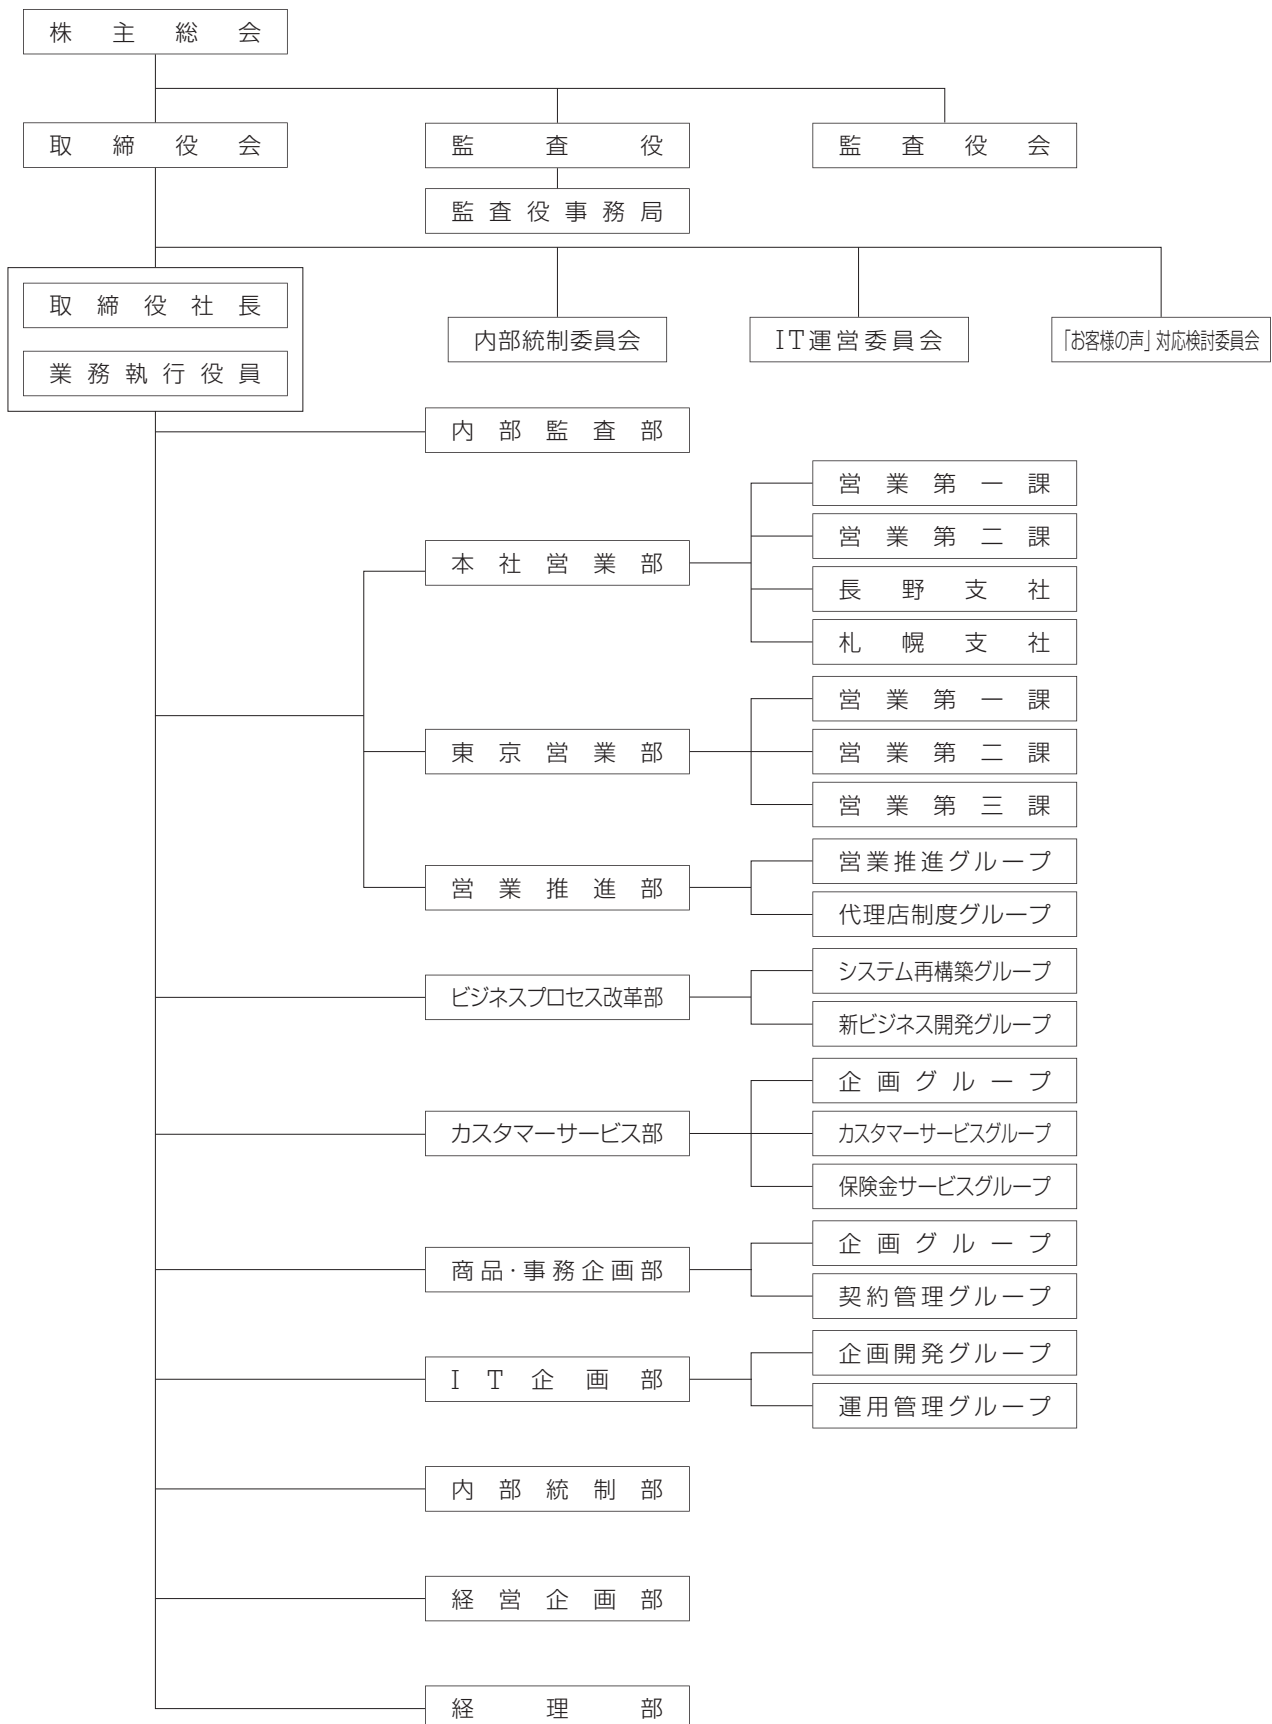 株主総会
取締役会
監査役
監査役会
監査役事務局
取締役社長
業務執行役員
内部統制委員会
IT運営委員会
「お客様の声」対応検討委員会
内部監査部
本社営業部
営業第一課
営業第二課
長野支社
札幌支社
東京営業部
営業第一課
営業第二課
営業第三課
営業推進部
営業推進グループ
代理店制度グループ
ビジネスプロセス改革部
システム再構築グループ
新ビジネス開発グループ
カスタマーサービス部
企画グループ
カスタマーサービスグループ
保険金サービスグループ
商品・事務企画部
企画グループ
契約管理グループ
IT企画部
企画開発グループ
運用管理グループ
内部統制部
経営企画部
経理部